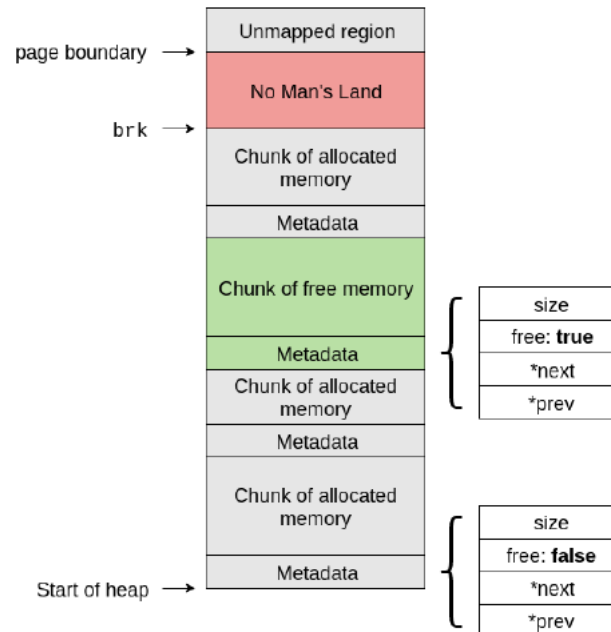 Unmapped region
page boundary
No Man's Land
brk
Chunk of allocated
memory
Metadata
Chunk of free memory
Metadata
size
free: true
*next
*prev
Chunk of allocated
memory
Metadata
Chunk of allocated
memory
Metadata
Start of heap
size
free: false
*next
*prev